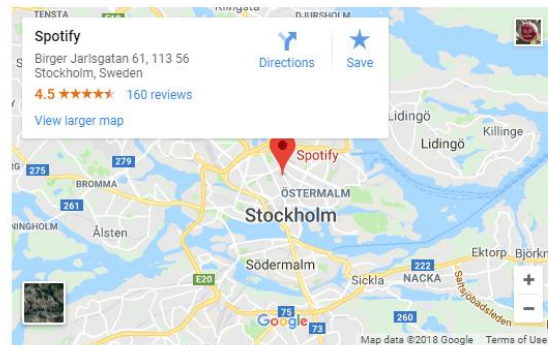 TENSTA
Klingsta
DJURSHOLM
Spotify
Birger Jarlsgatan 61, 113 56
Stockholm, Sweden
4.5 160 reviews
View larger map
Directions
Save
Lidingö
Lidingö
Killinge
Spotify
275
279
BROMMA
261
ÖSTERMALM
Stockholm
NINGHOLM
Ålsten
Södermalm
Ektorp
Björkn
222
Sickla
NACKA
Saltsjöbadsleden
E20
75
73
260
Google
+
−
Map data ©2018 Google Terms of Use